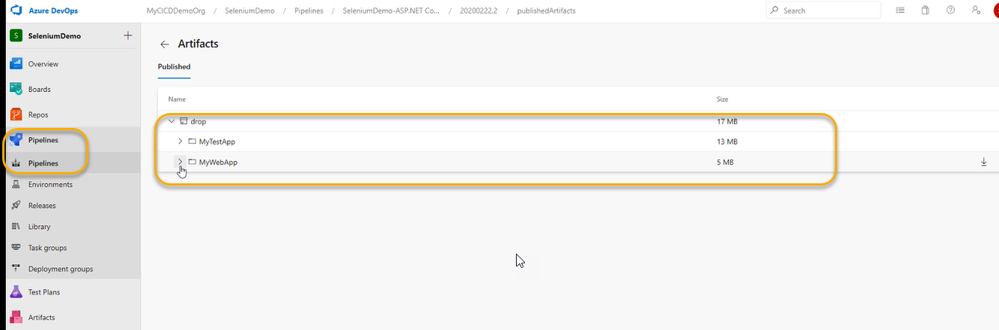 Azure DevOps MyCICDDemoOrg / SeleniumDemo / Pipelines / SeleniumDemo-ASP.NET Co... / 20200222.2 / publishedArtifacts Search
S SeleniumDemo +
Artifacts
Overview
Published
Boards
Name Size
Repos
drop 17 MB
Pipelines
MyTestApp 13 MB
Pipelines
MyWebApp 5 MB
Environments
Releases
Library
Task groups
Deployment groups
Test Plans
Artifacts